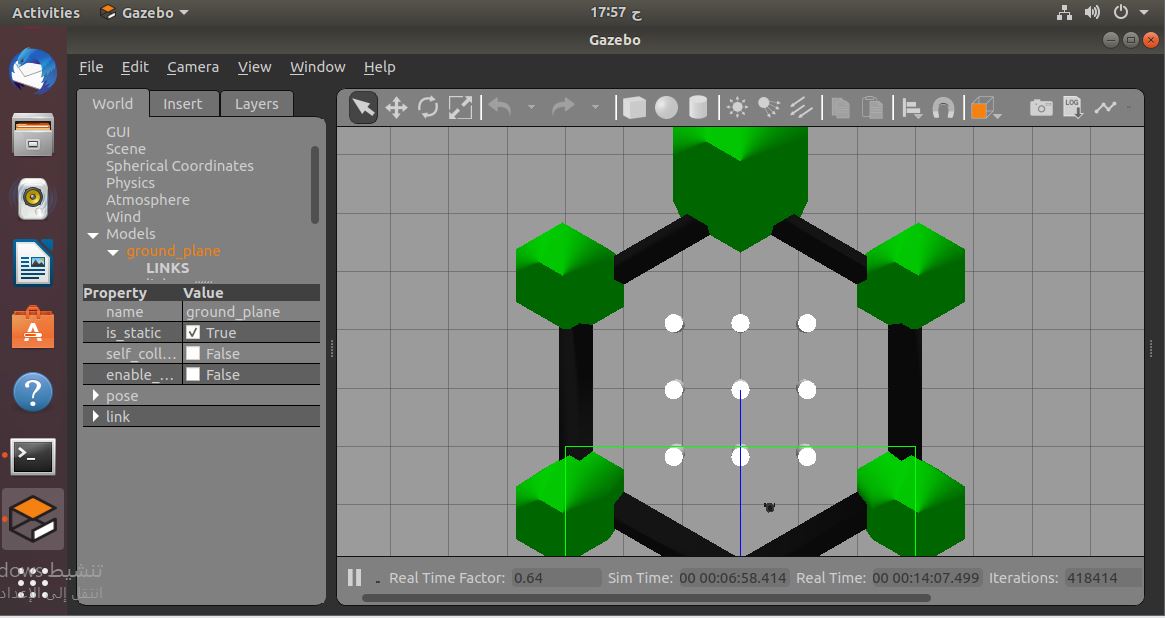 Activities Gazebo 17:57 ح
Gazebo
File Edit Camera View Window Help
World Insert Layers
GUI
Scene
Spherical Coordinates
Physics
Atmosphere
Wind
Models
ground_plane
LINKS
Property Value
name ground_plane
is_static True
self_coll... False
enable_... False
pose
link
LOG
Real Time Factor: 0.64 Sim Time: 00 00:06:58.414 Real Time: 00 00:14:07.499 Iterations: 418414
تنشيط dows
انتقل إلى الإعداد